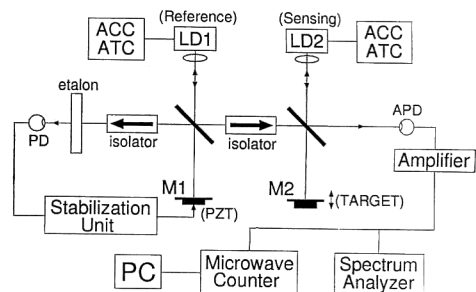 (Reference)
(Sensing)
ACC
ATC
LD1
LD2
ACC
ATC
etalon
APD
PD
isolator
isolator
Amplifier
M1
M2
(PZT)
(TARGET)
Stabilization
Unit
PC
Microwave
Counter
Spectrum
Analyzer